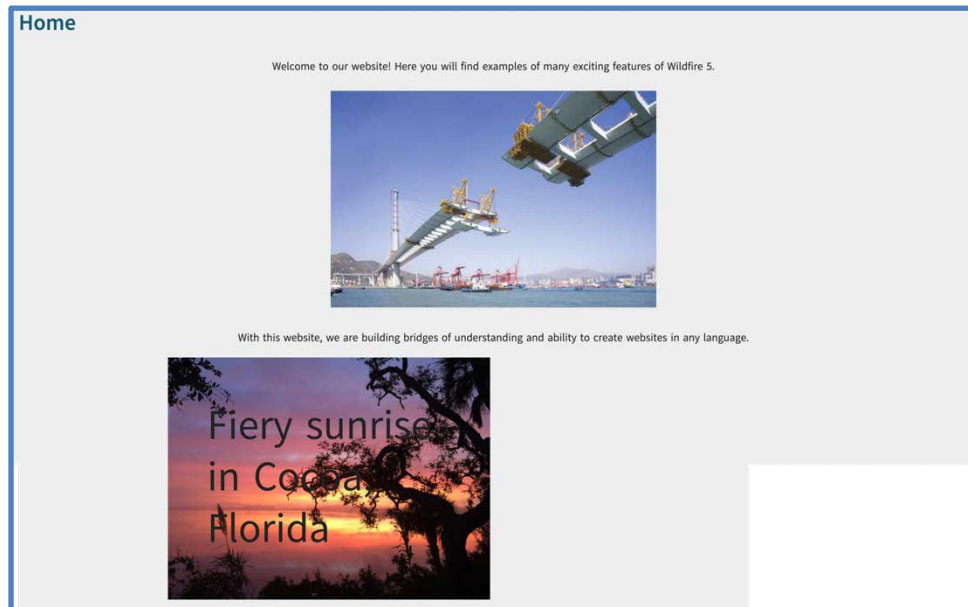 Home
Welcome to our website! Here you will find examples of many exciting features of Wildfire 5.
With this website, we are building bridges of understanding and ability to create websites in any language.
Fiery sunrise
in Cocoa,
Florida